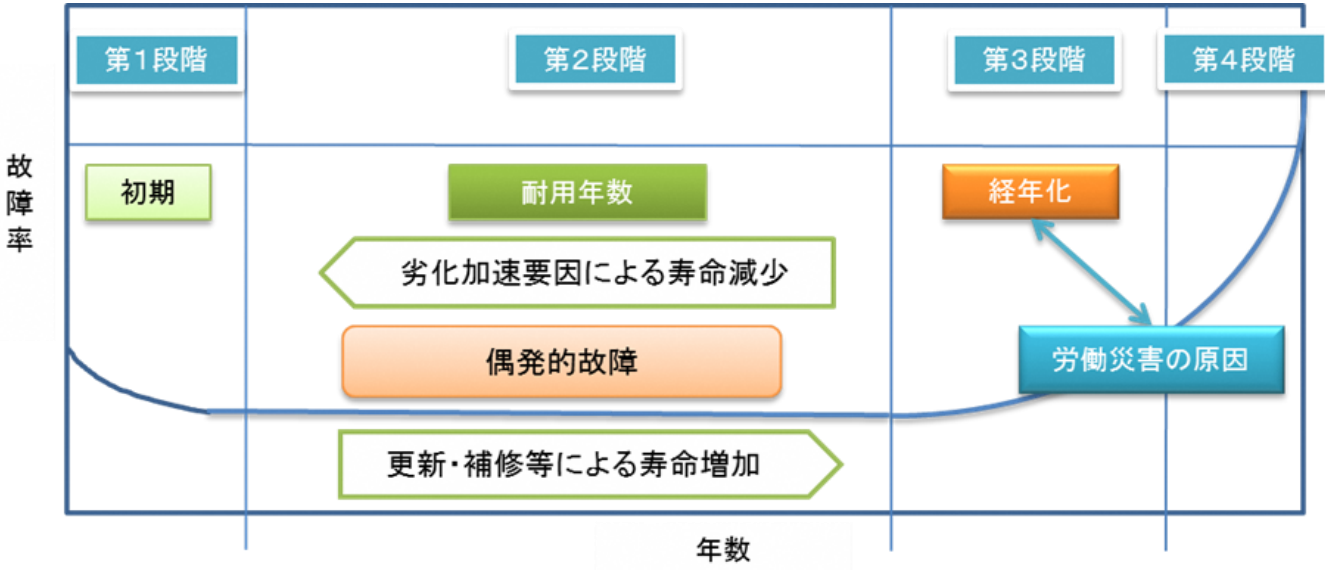 第１段階
第２段階
第３段階
第４段階
故障率
初期
耐用年数
経年化
劣化加速要因による寿命減少
偶発的故障
労働災害の原因
更新・補修等による寿命増加
年数